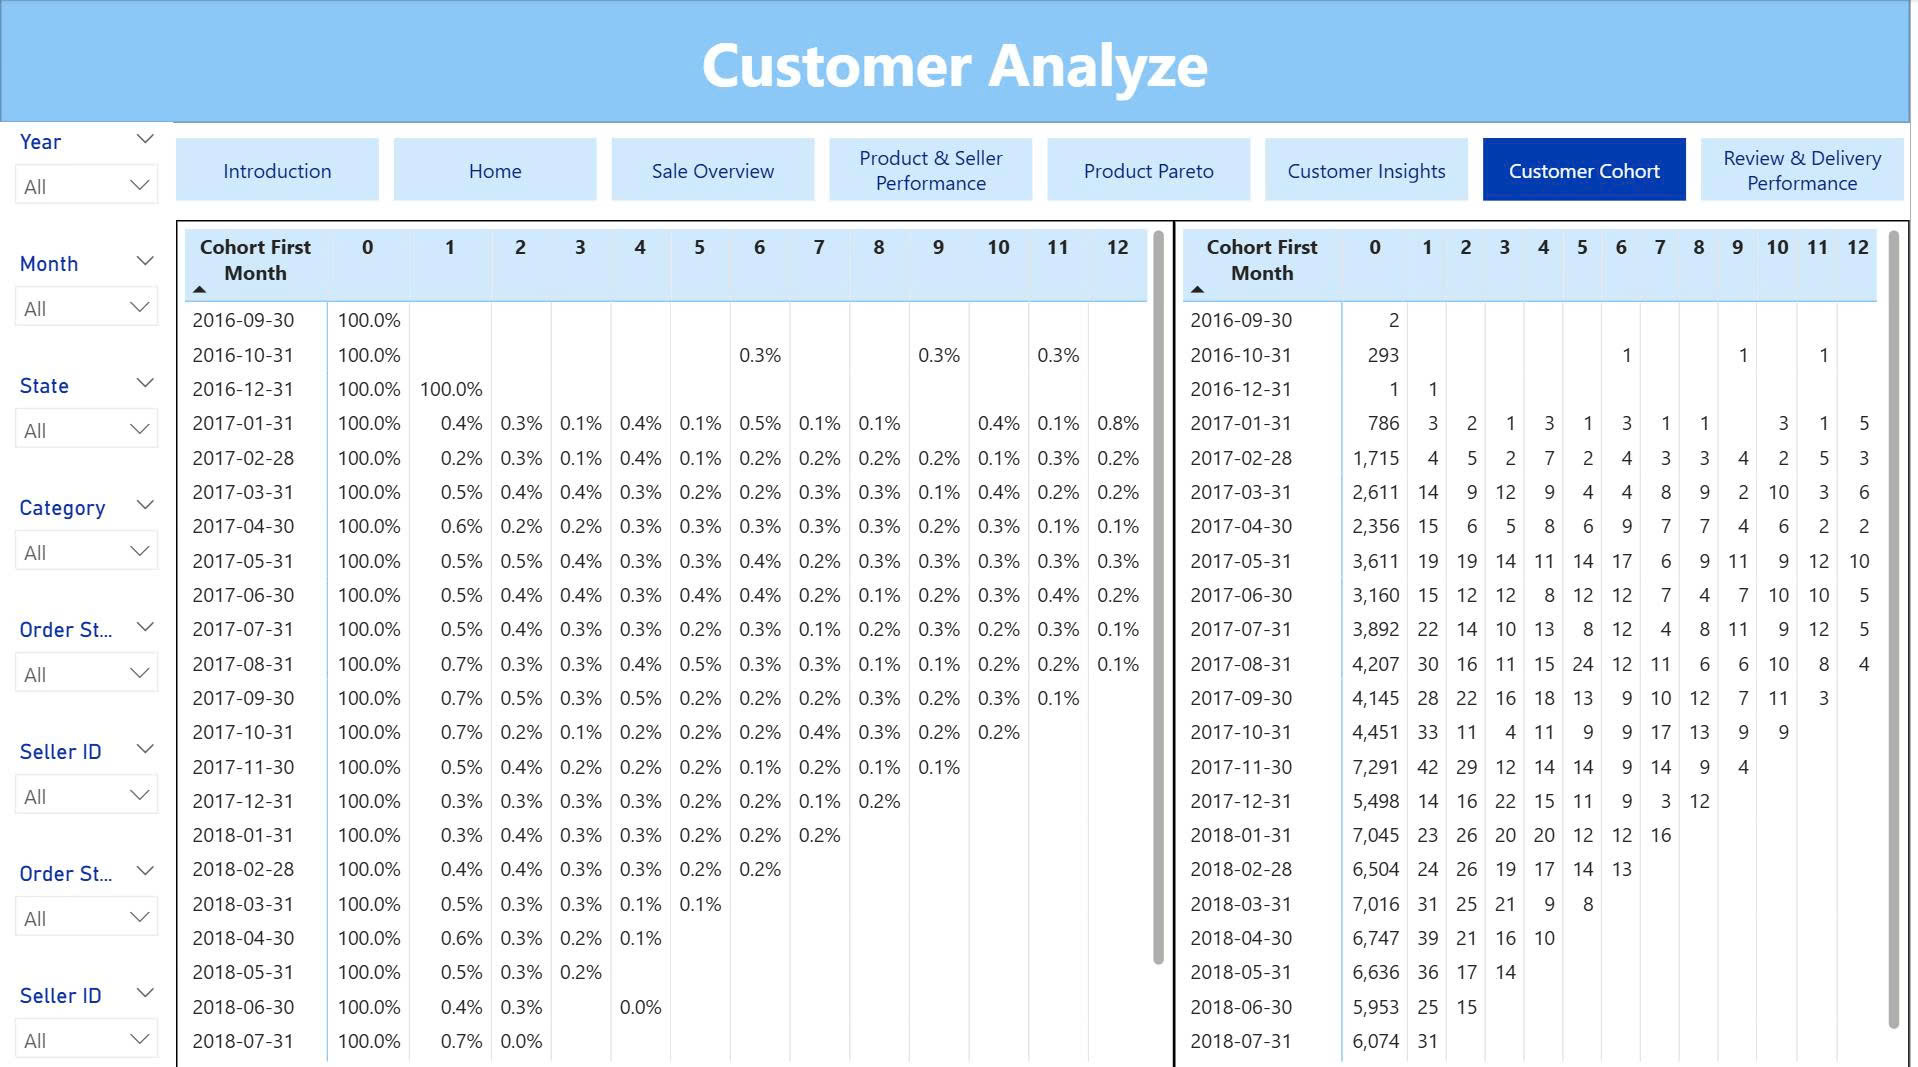 Customer Analyze
Year
All
Month
All
State
All
Category
All
Order St...
All
Seller ID
All
Order St...
All
Seller ID
All
Introduction
Home
Sale Overview
Product & Seller
Performance
Product Pareto
Customer Insights
Customer Cohort
Review & Delivery
Performance
Cohort First
Month
0 1 2 3 4 5 6 7 8 9 10 11 12
2016-09-30 100.0%
2016-10-31 100.0% 0.3% 0.3% 0.3%
2016-12-31 100.0% 100.0%
2017-01-31 100.0% 0.4% 0.3% 0.1% 0.4% 0.1% 0.5% 0.1% 0.1% 0.4% 0.1% 0.8%
2017-02-28 100.0% 0.2% 0.3% 0.1% 0.4% 0.1% 0.2% 0.2% 0.2% 0.2% 0.1% 0.3% 0.2%
2017-03-31 100.0% 0.5% 0.4% 0.4% 0.3% 0.2% 0.2% 0.3% 0.3% 0.1% 0.4% 0.2% 0.2%
2017-04-30 100.0% 0.6% 0.2% 0.2% 0.3% 0.3% 0.3% 0.3% 0.3% 0.2% 0.3% 0.1% 0.1%
2017-05-31 100.0% 0.5% 0.5% 0.4% 0.3% 0.3% 0.4% 0.2% 0.3% 0.3% 0.3% 0.3% 0.3%
2017-06-30 100.0% 0.5% 0.4% 0.4% 0.3% 0.4% 0.4% 0.2% 0.1% 0.2% 0.3% 0.4% 0.2%
2017-07-31 100.0% 0.5% 0.4% 0.3% 0.3% 0.2% 0.3% 0.1% 0.2% 0.3% 0.2% 0.3% 0.1%
2017-08-31 100.0% 0.7% 0.3% 0.3% 0.4% 0.5% 0.3% 0.3% 0.1% 0.1% 0.2% 0.2% 0.1%
2017-09-30 100.0% 0.7% 0.5% 0.3% 0.5% 0.2% 0.2% 0.2% 0.3% 0.2% 0.3% 0.1%
2017-10-31 100.0% 0.7% 0.2% 0.1% 0.2% 0.2% 0.2% 0.4% 0.3% 0.2% 0.2%
2017-11-30 100.0% 0.5% 0.4% 0.2% 0.2% 0.2% 0.1% 0.2% 0.1% 0.1%
2017-12-31 100.0% 0.3% 0.3% 0.3% 0.3% 0.2% 0.2% 0.1% 0.2%
2018-01-31 100.0% 0.3% 0.4% 0.3% 0.3% 0.2% 0.2% 0.2%
2018-02-28 100.0% 0.4% 0.4% 0.3% 0.3% 0.2% 0.2%
2018-03-31 100.0% 0.5% 0.3% 0.3% 0.1% 0.1%
2018-04-30 100.0% 0.6% 0.3% 0.2% 0.1%
2018-05-31 100.0% 0.5% 0.3% 0.2%
2018-06-30 100.0% 0.4% 0.3% 0.0%
2018-07-31 100.0% 0.7% 0.0%
Cohort First
Month
0 1 2 3 4 5 6 7 8 9 10 11 12
2016-09-30 2
2016-10-31 293 1 1 1
2016-12-31 1 1
2017-01-31 786 3 2 1 3 1 3 1 1 3 1 5
2017-02-28 1,715 4 5 2 7 2 4 3 3 4 2 5 3
2017-03-31 2,611 14 9 12 9 4 4 8 9 2 10 3 6
2017-04-30 2,356 15 6 5 8 6 9 7 7 4 6 2 2
2017-05-31 3,611 19 19 14 11 14 17 6 9 11 9 12 10
2017-06-30 3,160 15 12 12 8 12 12 7 4 7 10 10 5
2017-07-31 3,892 22 14 10 13 8 12 4 8 11 9 12 5
2017-08-31 4,207 30 16 11 15 24 12 11 6 6 10 8 4
2017-09-30 4,145 28 22 16 18 13 9 10 12 7 11 3
2017-10-31 4,451 33 11 4 11 9 9 17 13 9 9
2017-11-30 7,291 42 29 12 14 14 9 14 9 4
2017-12-31 5,498 14 16 22 15 11 9 3 12
2018-01-31 7,045 23 26 20 20 12 12 16
2018-02-28 6,504 24 26 19 17 14 13
2018-03-31 7,016 31 25 21 9 8
2018-04-30 6,747 39 21 16 10
2018-05-31 6,636 36 17 14
2018-06-30 5,953 25 15
2018-07-31 6,074 31